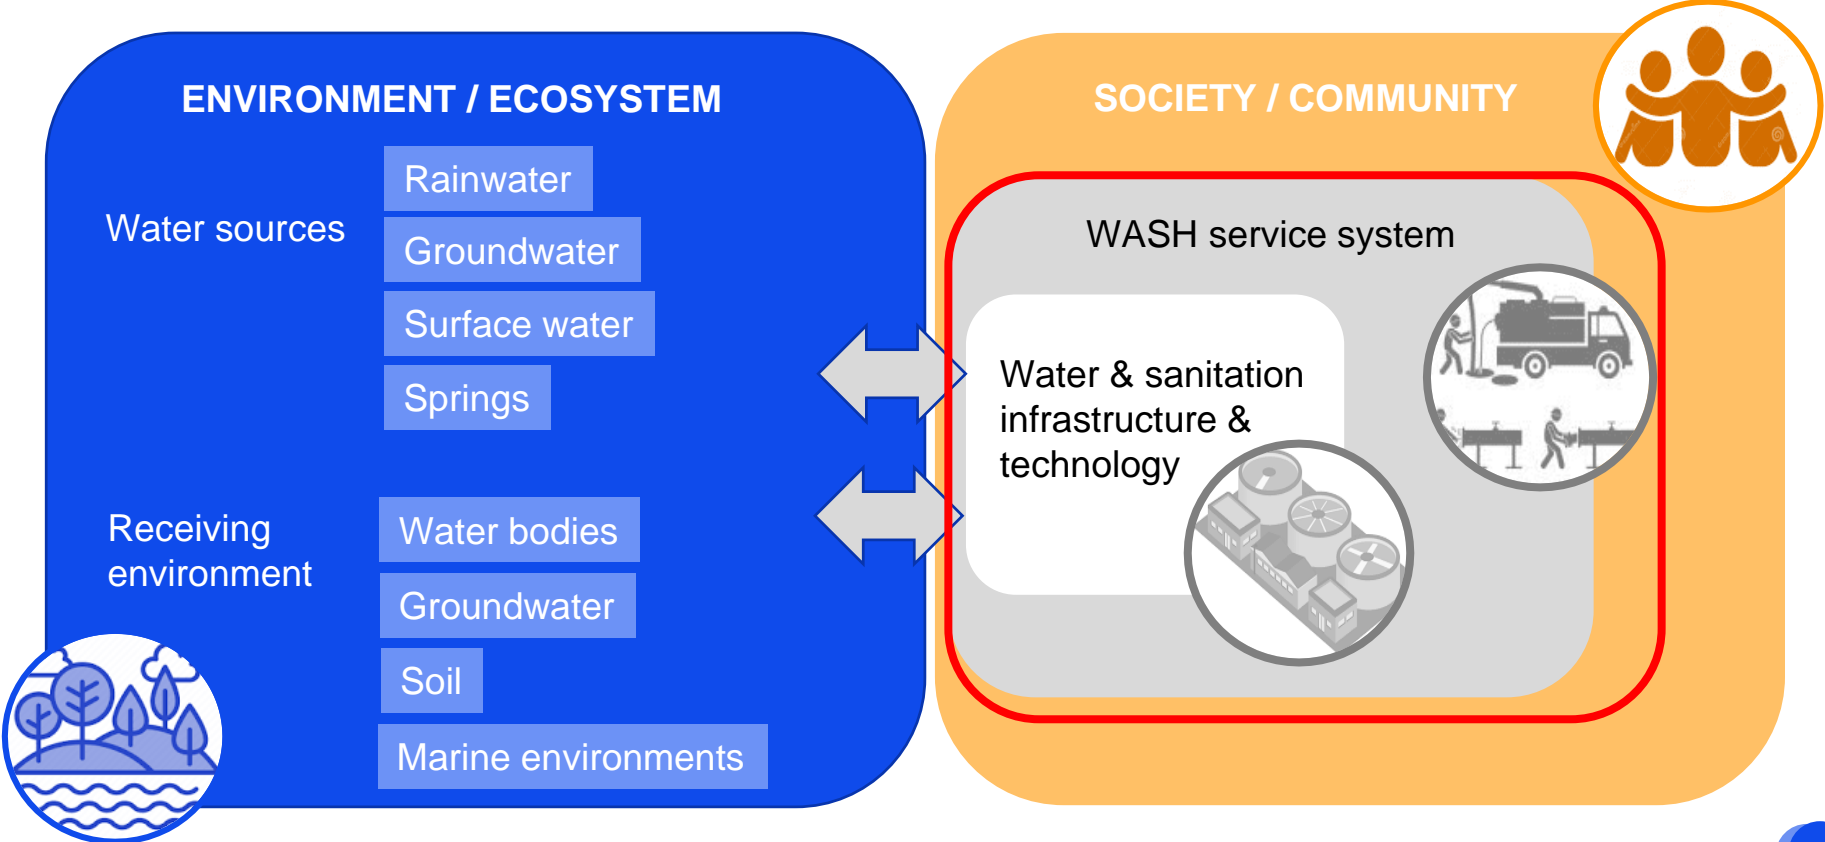 ENVIRONMENT / ECOSYSTEM
Water sources
Rainwater
Groundwater
Surface water
Springs
Receiving
environment
Water bodies
Groundwater
Soil
Marine environments
SOCIETY / COMMUNITY
WASH service system
Water & sanitation
infrastructure &
technology